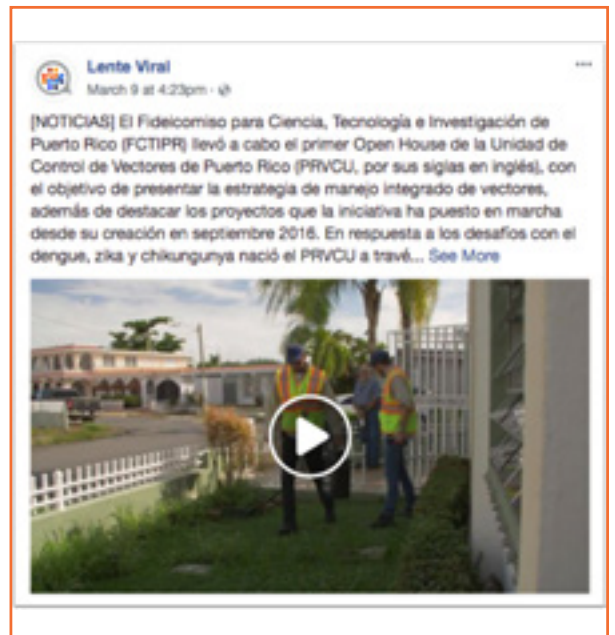 Lente Viral
March 9 at 4:23pm ·
[NOTICIAS] El Fideicomiso para Ciencia, Tecnología e Investigación de
Puerto Rico (FCTIPR) llevó a cabo el primer Open House de la Unidad de
Control de Vectores de Puerto Rico (PRVCU, por sus siglas en inglés), con
el objetivo de presentar la estrategia de manejo integrado de vectores,
además de destacar los proyectos que la iniciativa ha puesto en marcha
desde su creación en septiembre 2016. En respuesta a los desafíos con el
dengue, zika y chikungunya nació el PRVCU a travé... See More